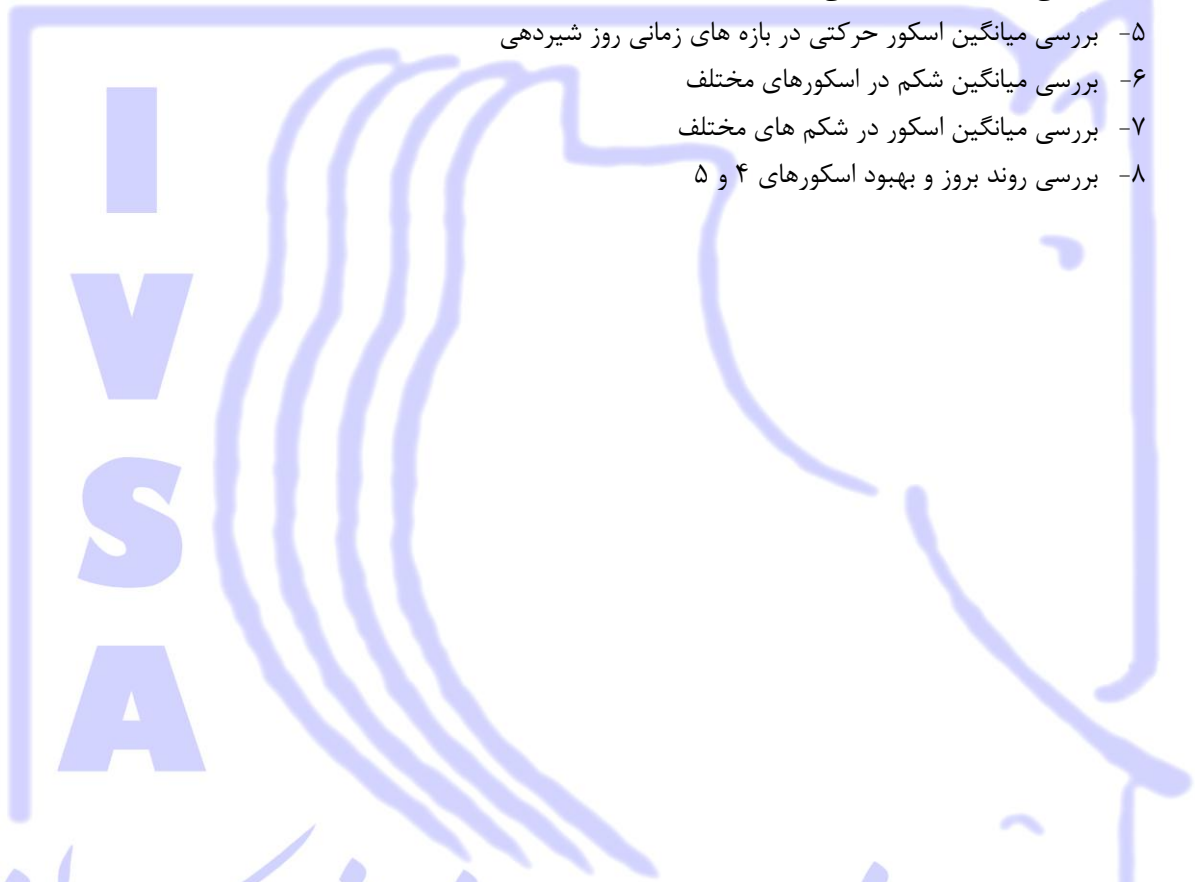 ۵- بررسی میانگین اسکور حرکتی در بازه های زمانی روز شیردهی
۶- بررسی میانگین شکم در اسکورهای مختلف
۷- بررسی میانگین اسکور در شکم های مختلف
۸- بررسی روند بروز و بهبود اسکورهای ۴ و ۵
I
V
S
A